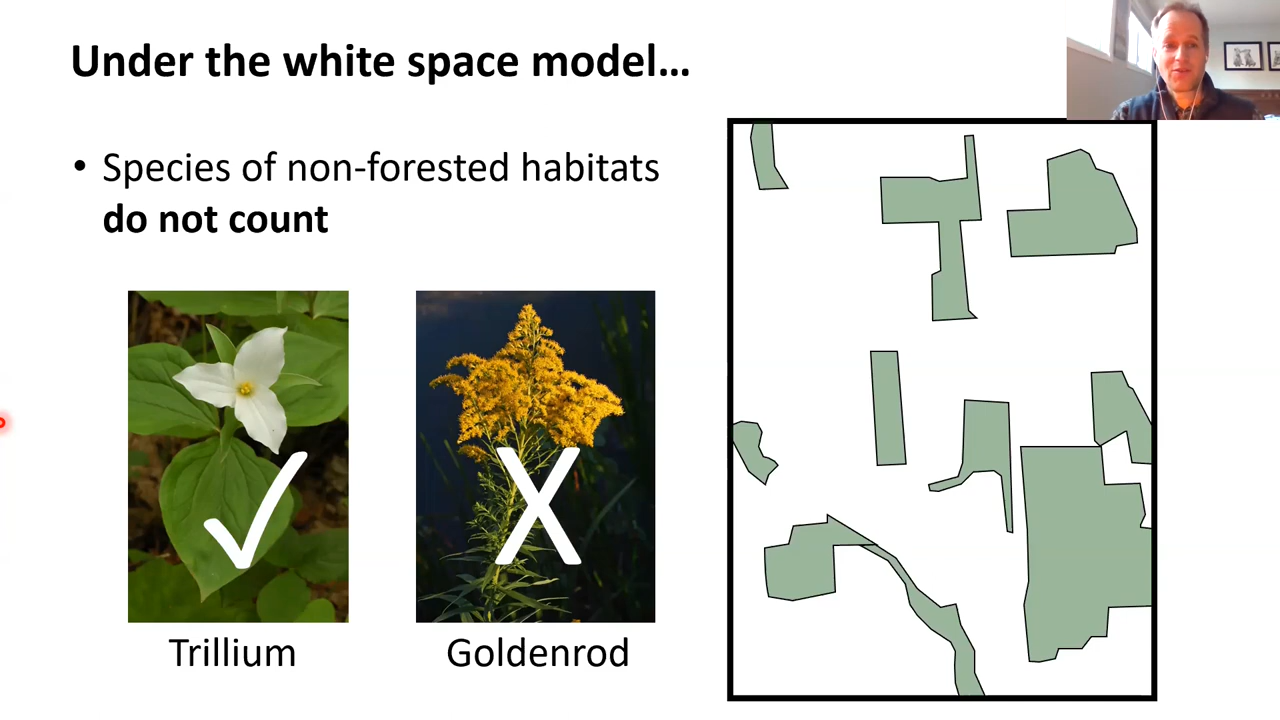 Under the white space model...
• Species of non-forested habitats
do not count
Trillium
Goldenrod